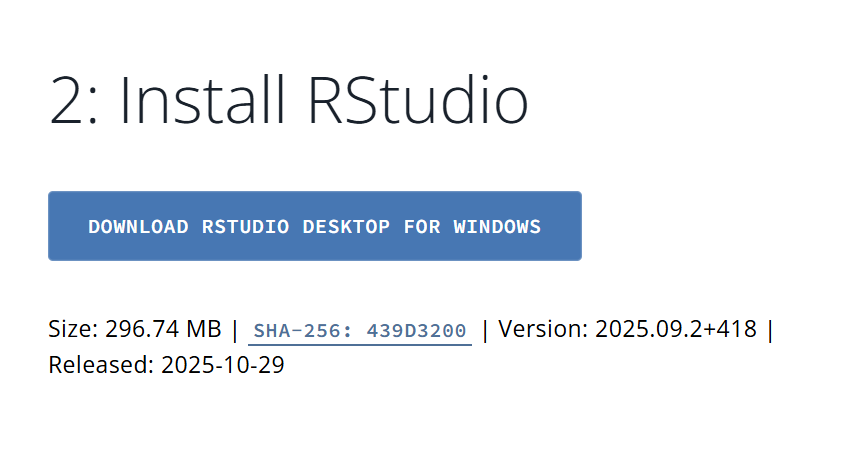 2: Install RStudio
DOWNLOAD RSTUDIO DESKTOP FOR WINDOWS
Size: 296.74 MB | SHA-256: 439D3200 | Version: 2025.09.2+418 |
Released: 2025-10-29